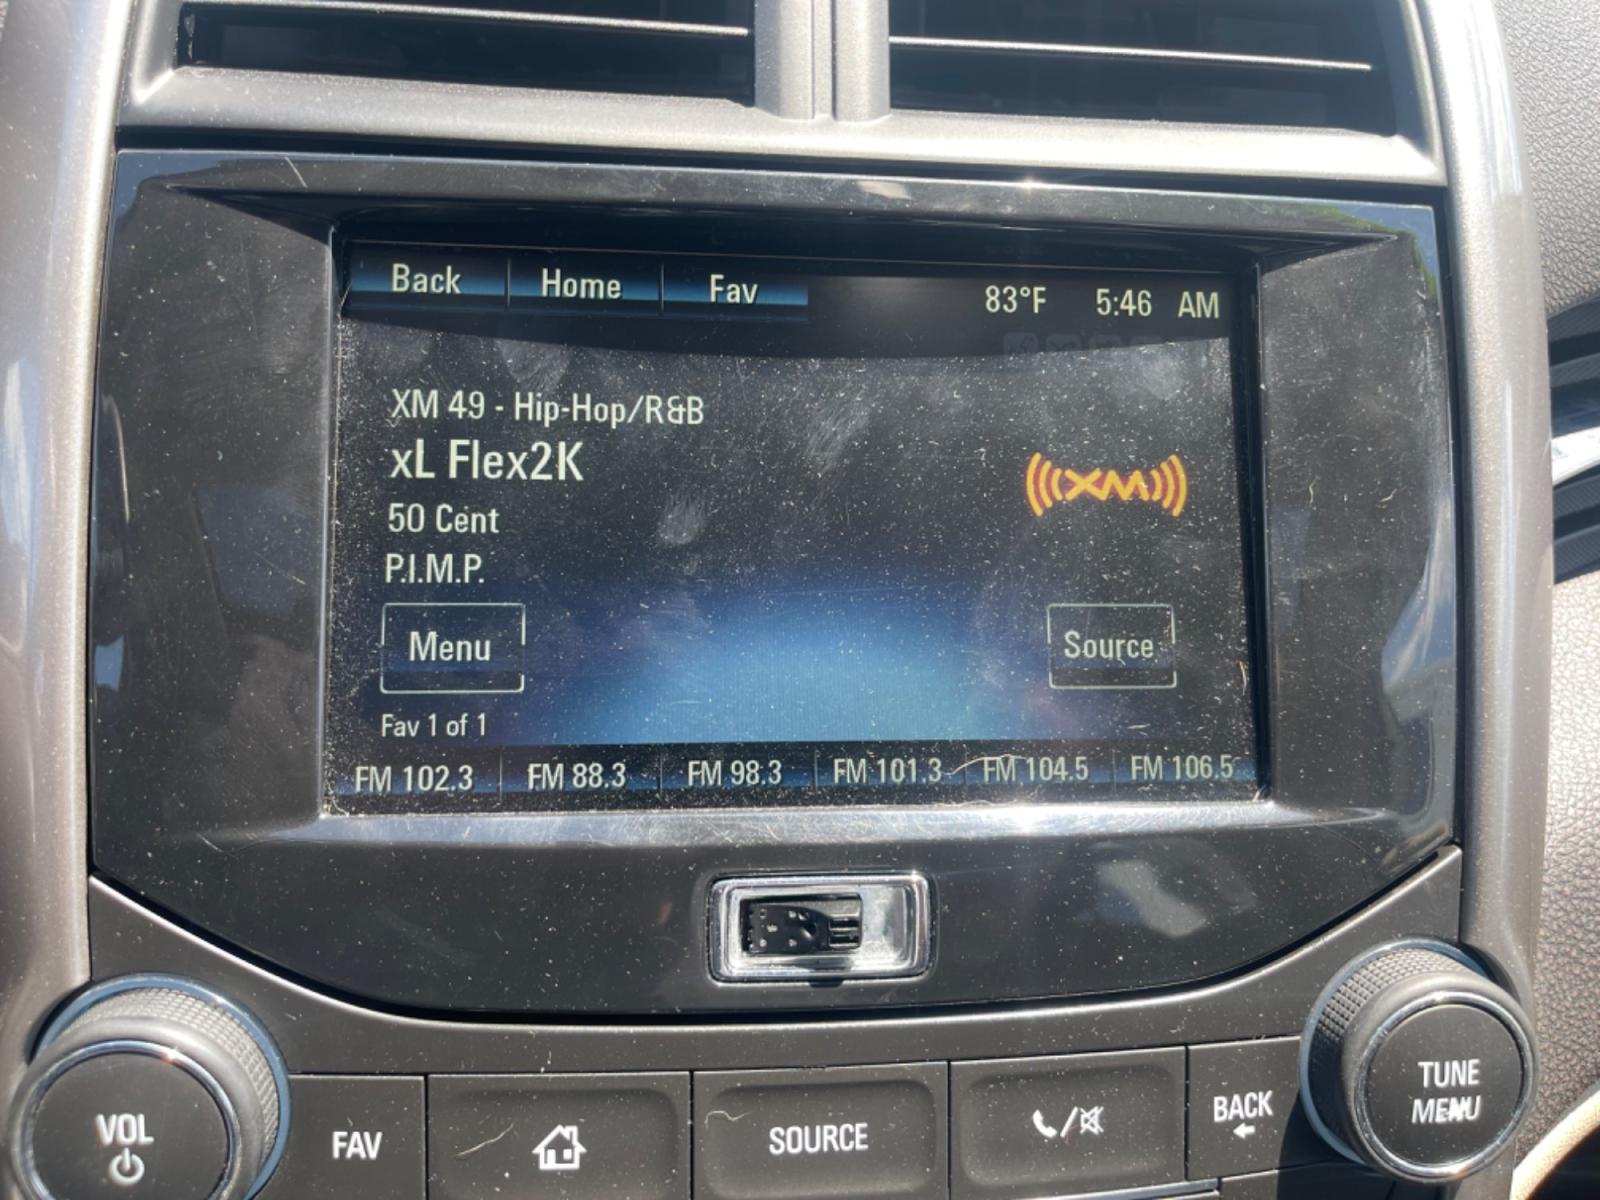 Back Home Fav 83°F 5:46 AM
XM 49 - Hip-Hop/R&B
xL Flex2K
((XM))
50 Cent
P.I.M.P.
Menu Source
Fav 1 of 1
FM 102.3 FM 88.3 FM 98.3 FM 101.3 FM 104.5 FM 106.5
VOL FAV SOURCE BACK TUNE
MENU